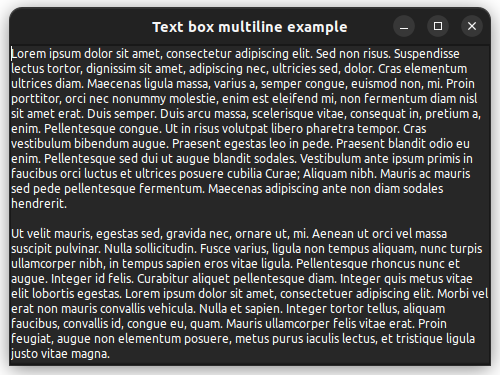 Text box multiline example
Lorem ipsum dolor sit amet, consectetur adipiscing elit. Sed non risus. Suspendisse
lectus tortor, dignissim sit amet, adipiscing nec, ultricies sed, dolor. Cras elementum
ultrices diam. Maecenas ligula massa, varius a, semper congue, euismod non, mi. Proin
porttitor, orci nec nonummy molestie, enim est eleifend mi, non fermentum diam nisl
sit amet erat. Duis semper. Duis arcu massa, scelerisque vitae, consequat in, pretium a,
enim. Pellentesque congue. Ut in risus volutpat libero pharetra tempor. Cras
vestibulum bibendum augue. Praesent egestas leo in pede. Praesent blandit odio eu
enim. Pellentesque sed dui ut augue blandit sodales. Vestibulum ante ipsum primis in
faucibus orci luctus et ultrices posuere cubilia Curae; Aliquam nibh. Mauris ac mauris
sed pede pellentesque fermentum. Maecenas adipiscing ante non diam sodales
hendrerit.
Ut velit mauris, egestas sed, gravida nec, ornare ut, mi. Aenean ut orci vel massa
suscipit pulvinar. Nulla sollicitudin. Fusce varius, ligula non tempus aliquam, nunc turpis
ullamcorper nibh, in tempus sapien eros vitae ligula. Pellentesque rhoncus nunc et
augue. Integer id felis. Curabitur aliquet pellentesque diam. Integer quis metus vitae
elit lobortis egestas. Lorem ipsum dolor sit amet, consectetuer adipiscing elit. Morbi vel
erat non mauris convallis vehicula. Nulla et sapien. Integer tortor tellus, aliquam
faucibus, convallis id, congue eu, quam. Mauris ullamcorper felis vitae erat. Proin
feugiat, augue non elementum posuere, metus purus iaculis lectus, et tristique ligula
justo vitae magna.